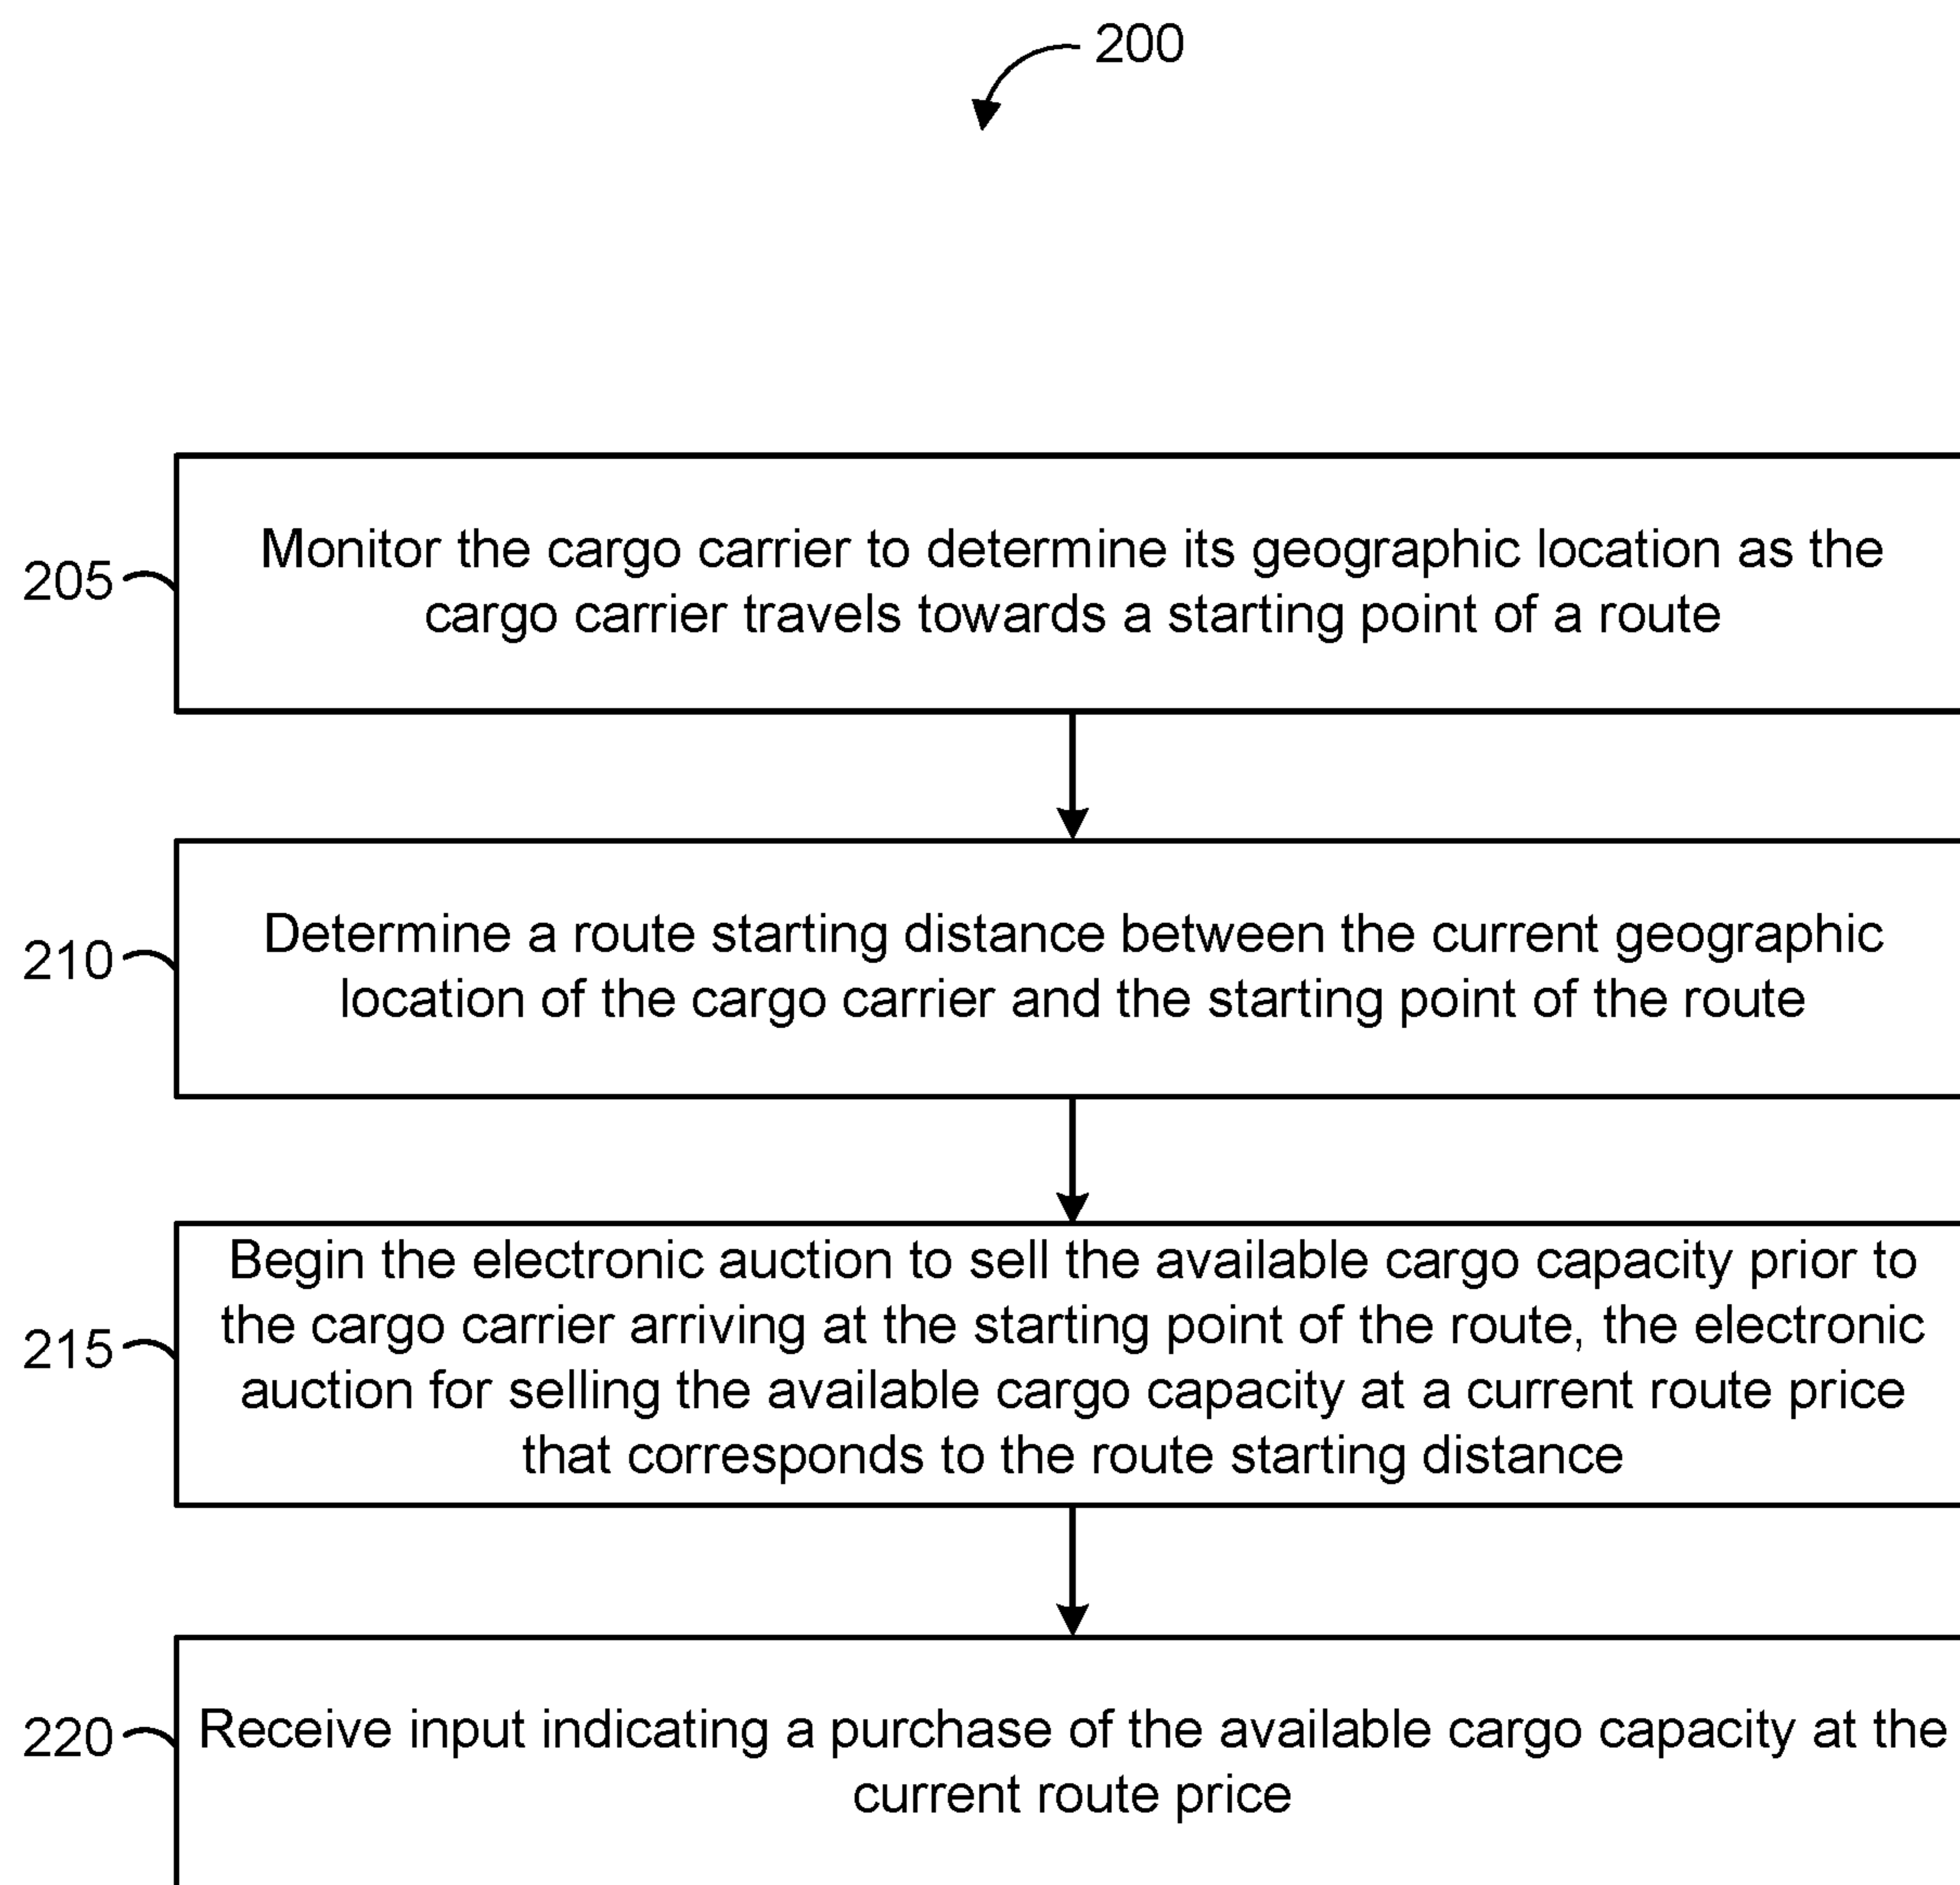 200
205
Monitor the cargo carrier to determine its geographic location as the
cargo carrier travels towards a starting point of a route
210
Determine a route starting distance between the current geographic
location of the cargo carrier and the starting point of the route
215
Begin the electronic auction to sell the available cargo capacity prior to
the cargo carrier arriving at the starting point of the route, the electronic
auction for selling the available cargo capacity at a current route price
that corresponds to the route starting distance
220
Receive input indicating a purchase of the available cargo capacity at the
current route price